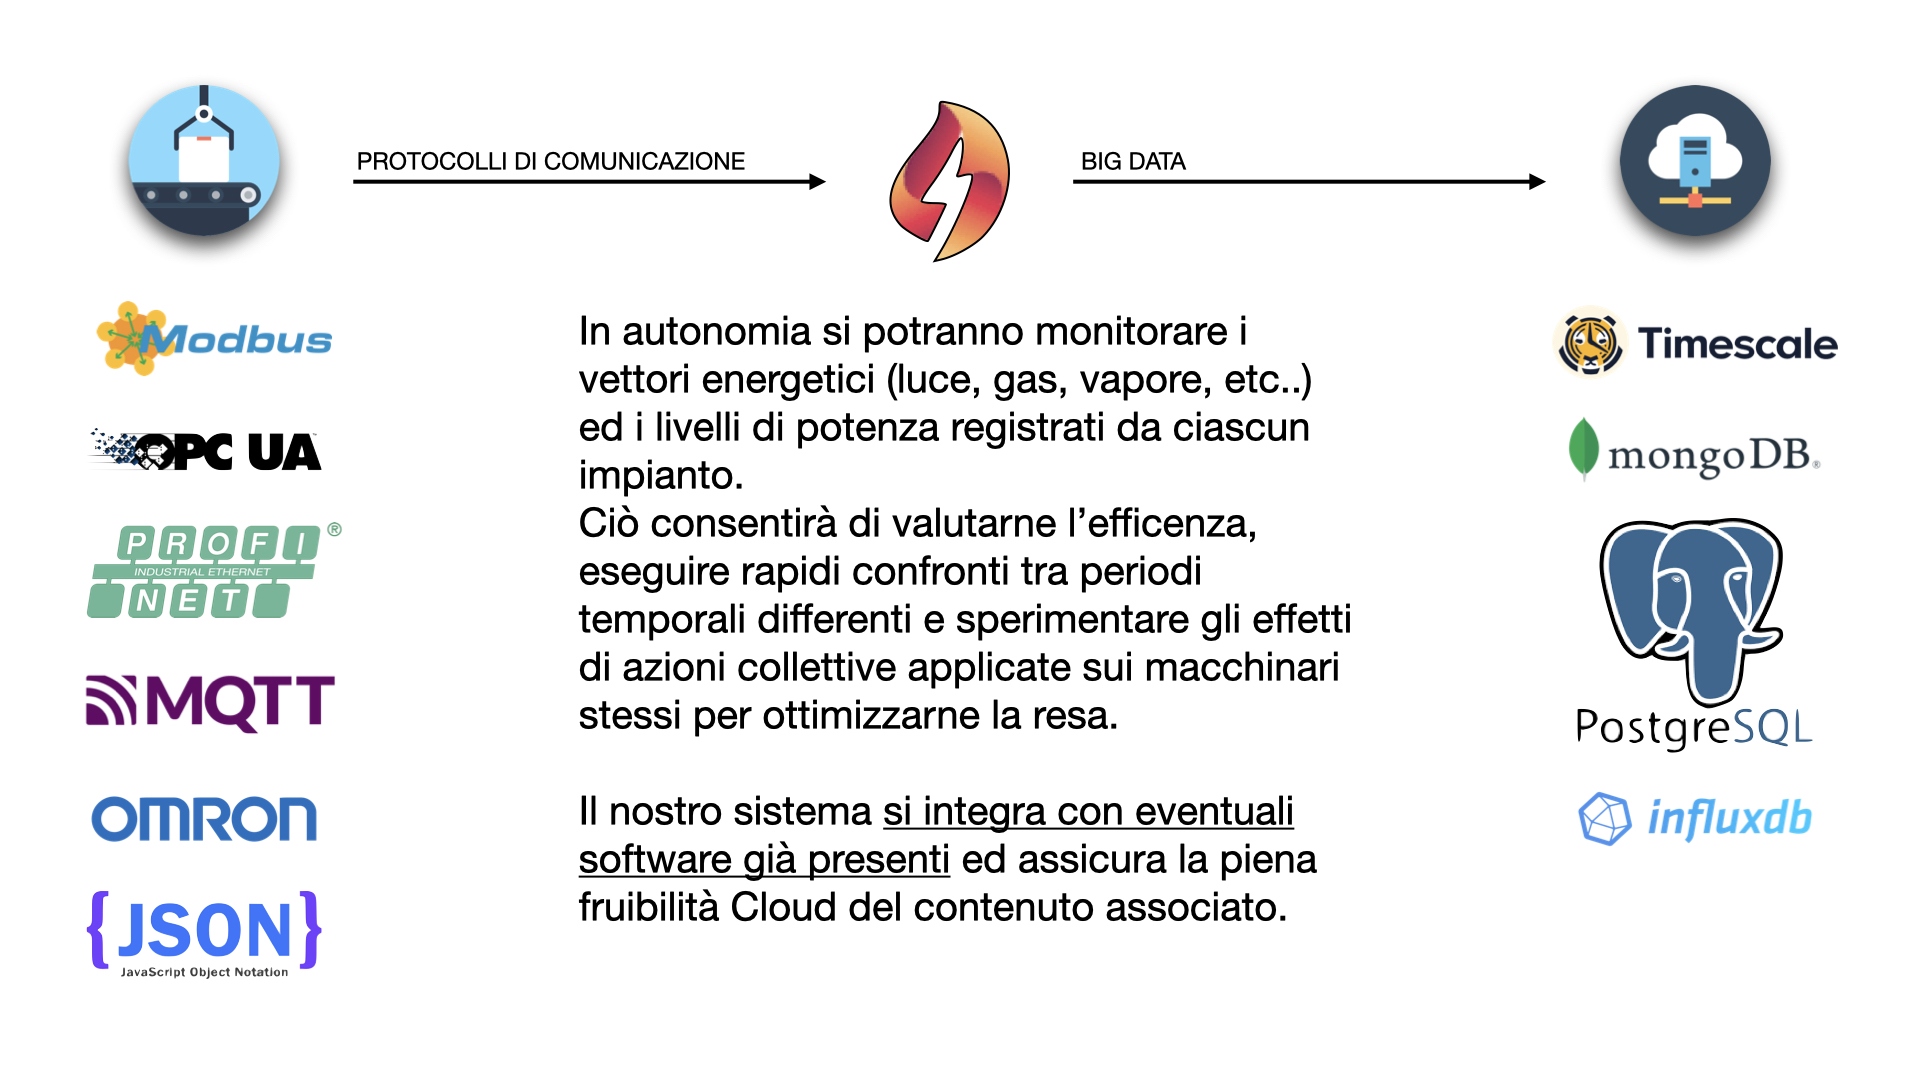 PROTOCOLLI DI COMUNICAZIONE
BIG DATA
Modbus
OPC UA
PROFI®
INDUSTRIAL ETHERNET
NET
MQTT
OMRON
{JSON}
JavaScript Object Notation
In autonomia si potranno monitorare i
vettori energetici (luce, gas, vapore, etc..)
ed i livelli di potenza registrati da ciascun
impianto.
Ciò consentirà di valutarne l’efficenza,
eseguire rapidi confronti tra periodi
temporali differenti e sperimentare gli effetti
di azioni collettive applicate sui macchinari
stessi per ottimizzarne la resa.
Il nostro sistema si integra con eventuali
software già presenti ed assicura la piena
fruibilità Cloud del contenuto associato.
Timescale
mongoDB®
PostgreSQL
influxdb